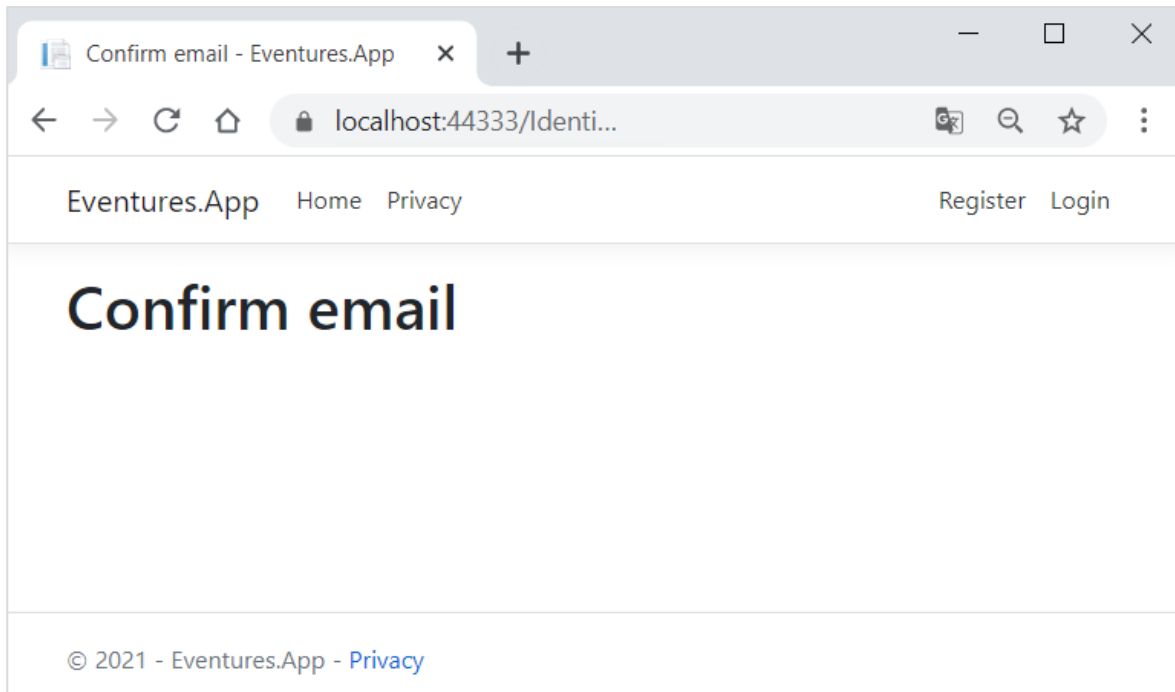 Confirm email - Eventures.App
localhost:44333/Identi...
Eventures.App Home Privacy Register Login
Confirm email
© 2021 - Eventures.App - Privacy